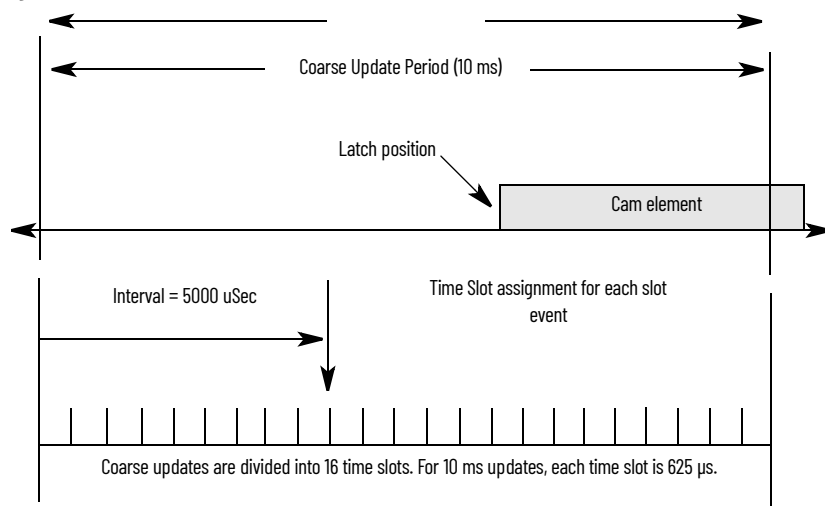 Coarse Update Period (10 ms)
Latch position
Cam element
Interval = 5000 uSec
Time Slot assignment for each slot
event
Coarse updates are divided into 16 time slots. For 10 ms updates, each time slot is 625 μs.